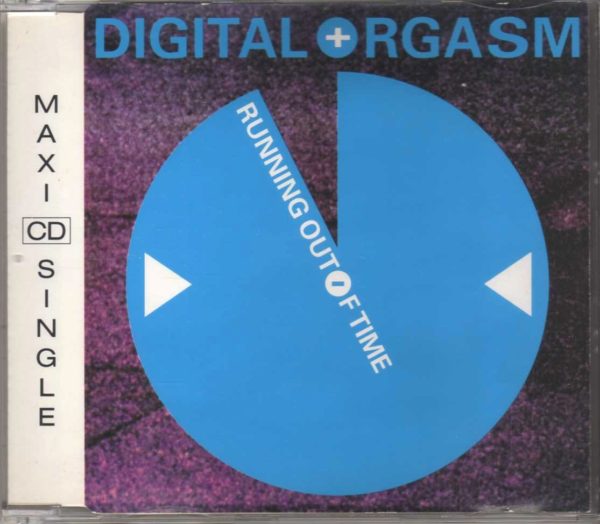 DIGITAL ORGASM
MAXI CD SINGLE
RUNNING OUT OF TIME